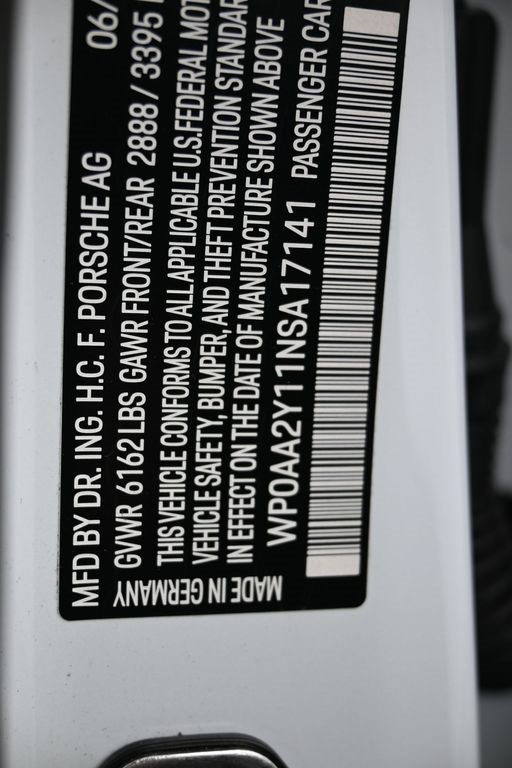 MFD BY DR. ING. H.C. F. PORSCHE AG 06/
GVWR 6162 LBS GAWR FRONT/REAR 2888 / 3395
THIS VEHICLE CONFORMS TO ALL APPLICABLE U.S. FEDERAL MOT
VEHICLE SAFETY, BUMPER, AND THEFT PREVENTION STANDAR
IN EFFECT ON THE DATE OF MANUFACTURE SHOWN ABOVE
WP0AA2Y11NSA17141 PASSENGER CAR
MADE IN GERMANY